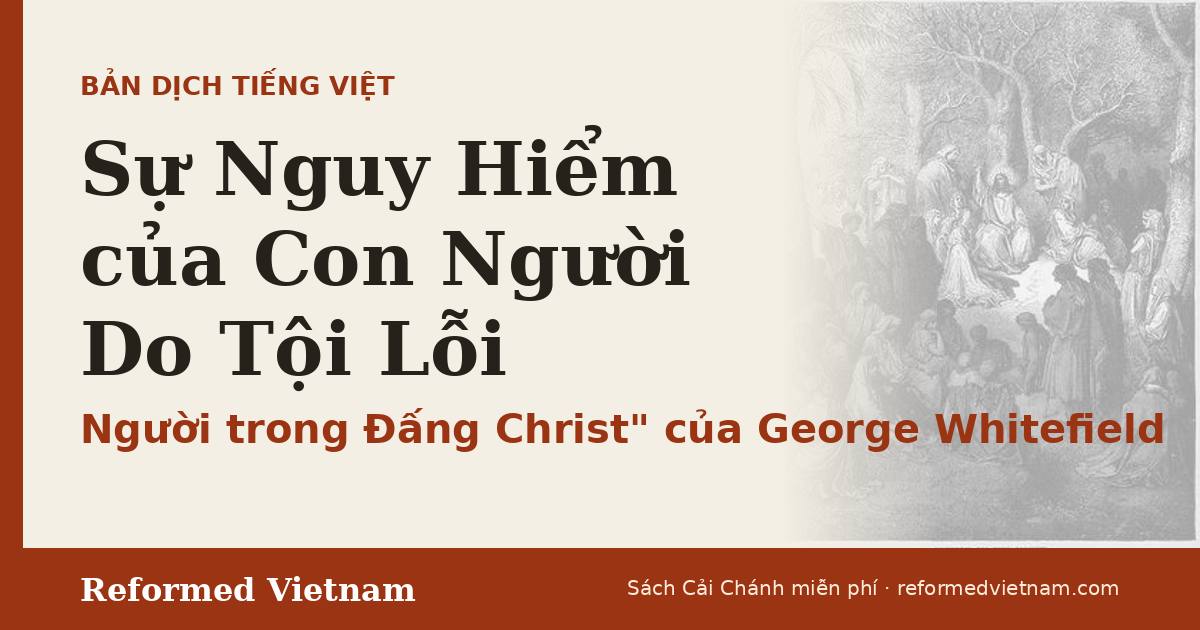 BẢN DỊCH TIẾNG VIỆT
Sự Nguy Hiểm
của Con Người
Do Tội Lỗi
Người trong Đấng Christ" của George Whitefield
Reformed Vietnam
Sách Cải Chánh miễn phí · reformedvietnam.com